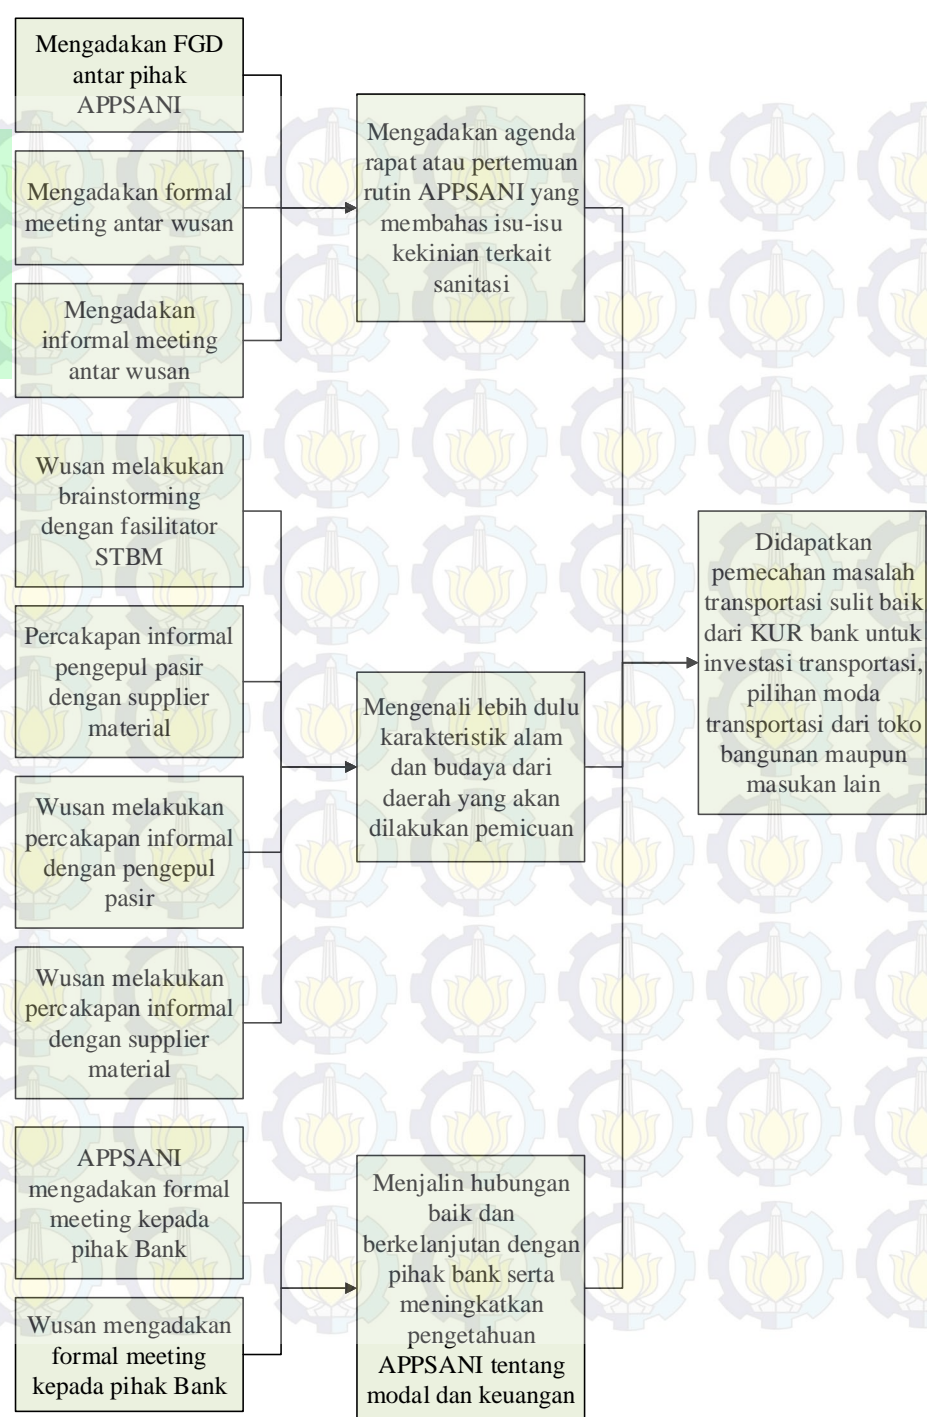 Mengadakan FGD
antar pihak
APPSANI
Mengadakan formal
meeting antar wusan
Mengadakan
informal meeting
antar wusan
Mengadakan agenda
rapat atau pertemuan
rutin APPSANI yang
membahas isu-isu
kekinian terkait
sanitasi
Wusan melakukan
brainstorming
dengan fasilitator
STBM
Percakapan informal
pengepul pasir
dengan supplier
material
Wusan melakukan
percakapan informal
dengan pengepul
pasir
Wusan melakukan
percakapan informal
dengan supplier
material
Mengenali lebih dulu
karakteristik alam
dan budaya dari
daerah yang akan
dilakukan pemicuan
APPSANI
mengadakan formal
meeting kepada
pihak Bank
Wusan mengadakan
formal meeting
kepada pihak Bank
Menjalin hubungan
baik dan
berkelanjutan dengan
pihak bank serta
meningkatkan
pengetahuan
APPSANI tentang
modal dan keuangan
Didapatkan
pemecahan masalah
transportasi sulit baik
dari KUR bank untuk
investasi transportasi,
pilihan moda
transportasi dari toko
bangunan maupun
masukan lain